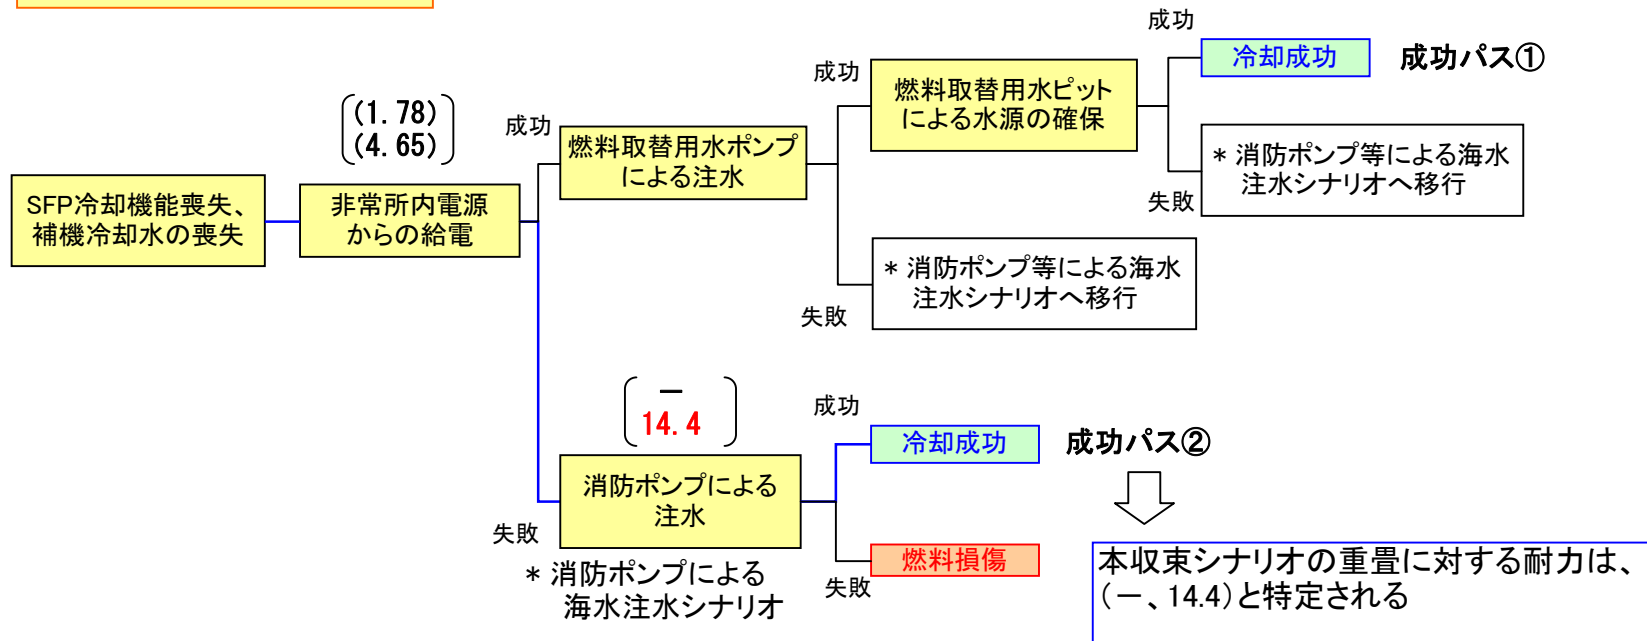 成功
冷却成功 成功パス①
成功
燃料取替用水ピット
による水源の確保
(1.78)
(4.65)
成功
燃料取替用水ポンプ
による注水
＊消防ポンプ等による海水
注水シナリオへ移行
失敗
SFP冷却機能喪失、
補機冷却水の喪失
非常所内電源
からの給電
＊消防ポンプ等による海水
注水シナリオへ移行
失敗
－
14.4
成功
冷却成功 成功パス②
消防ポンプによる
注水
失敗
＊消防ポンプによる
海水注水シナリオ
燃料損傷
失敗
本収束シナリオの重畳に対する耐力は、
(－、14.4)と特定される